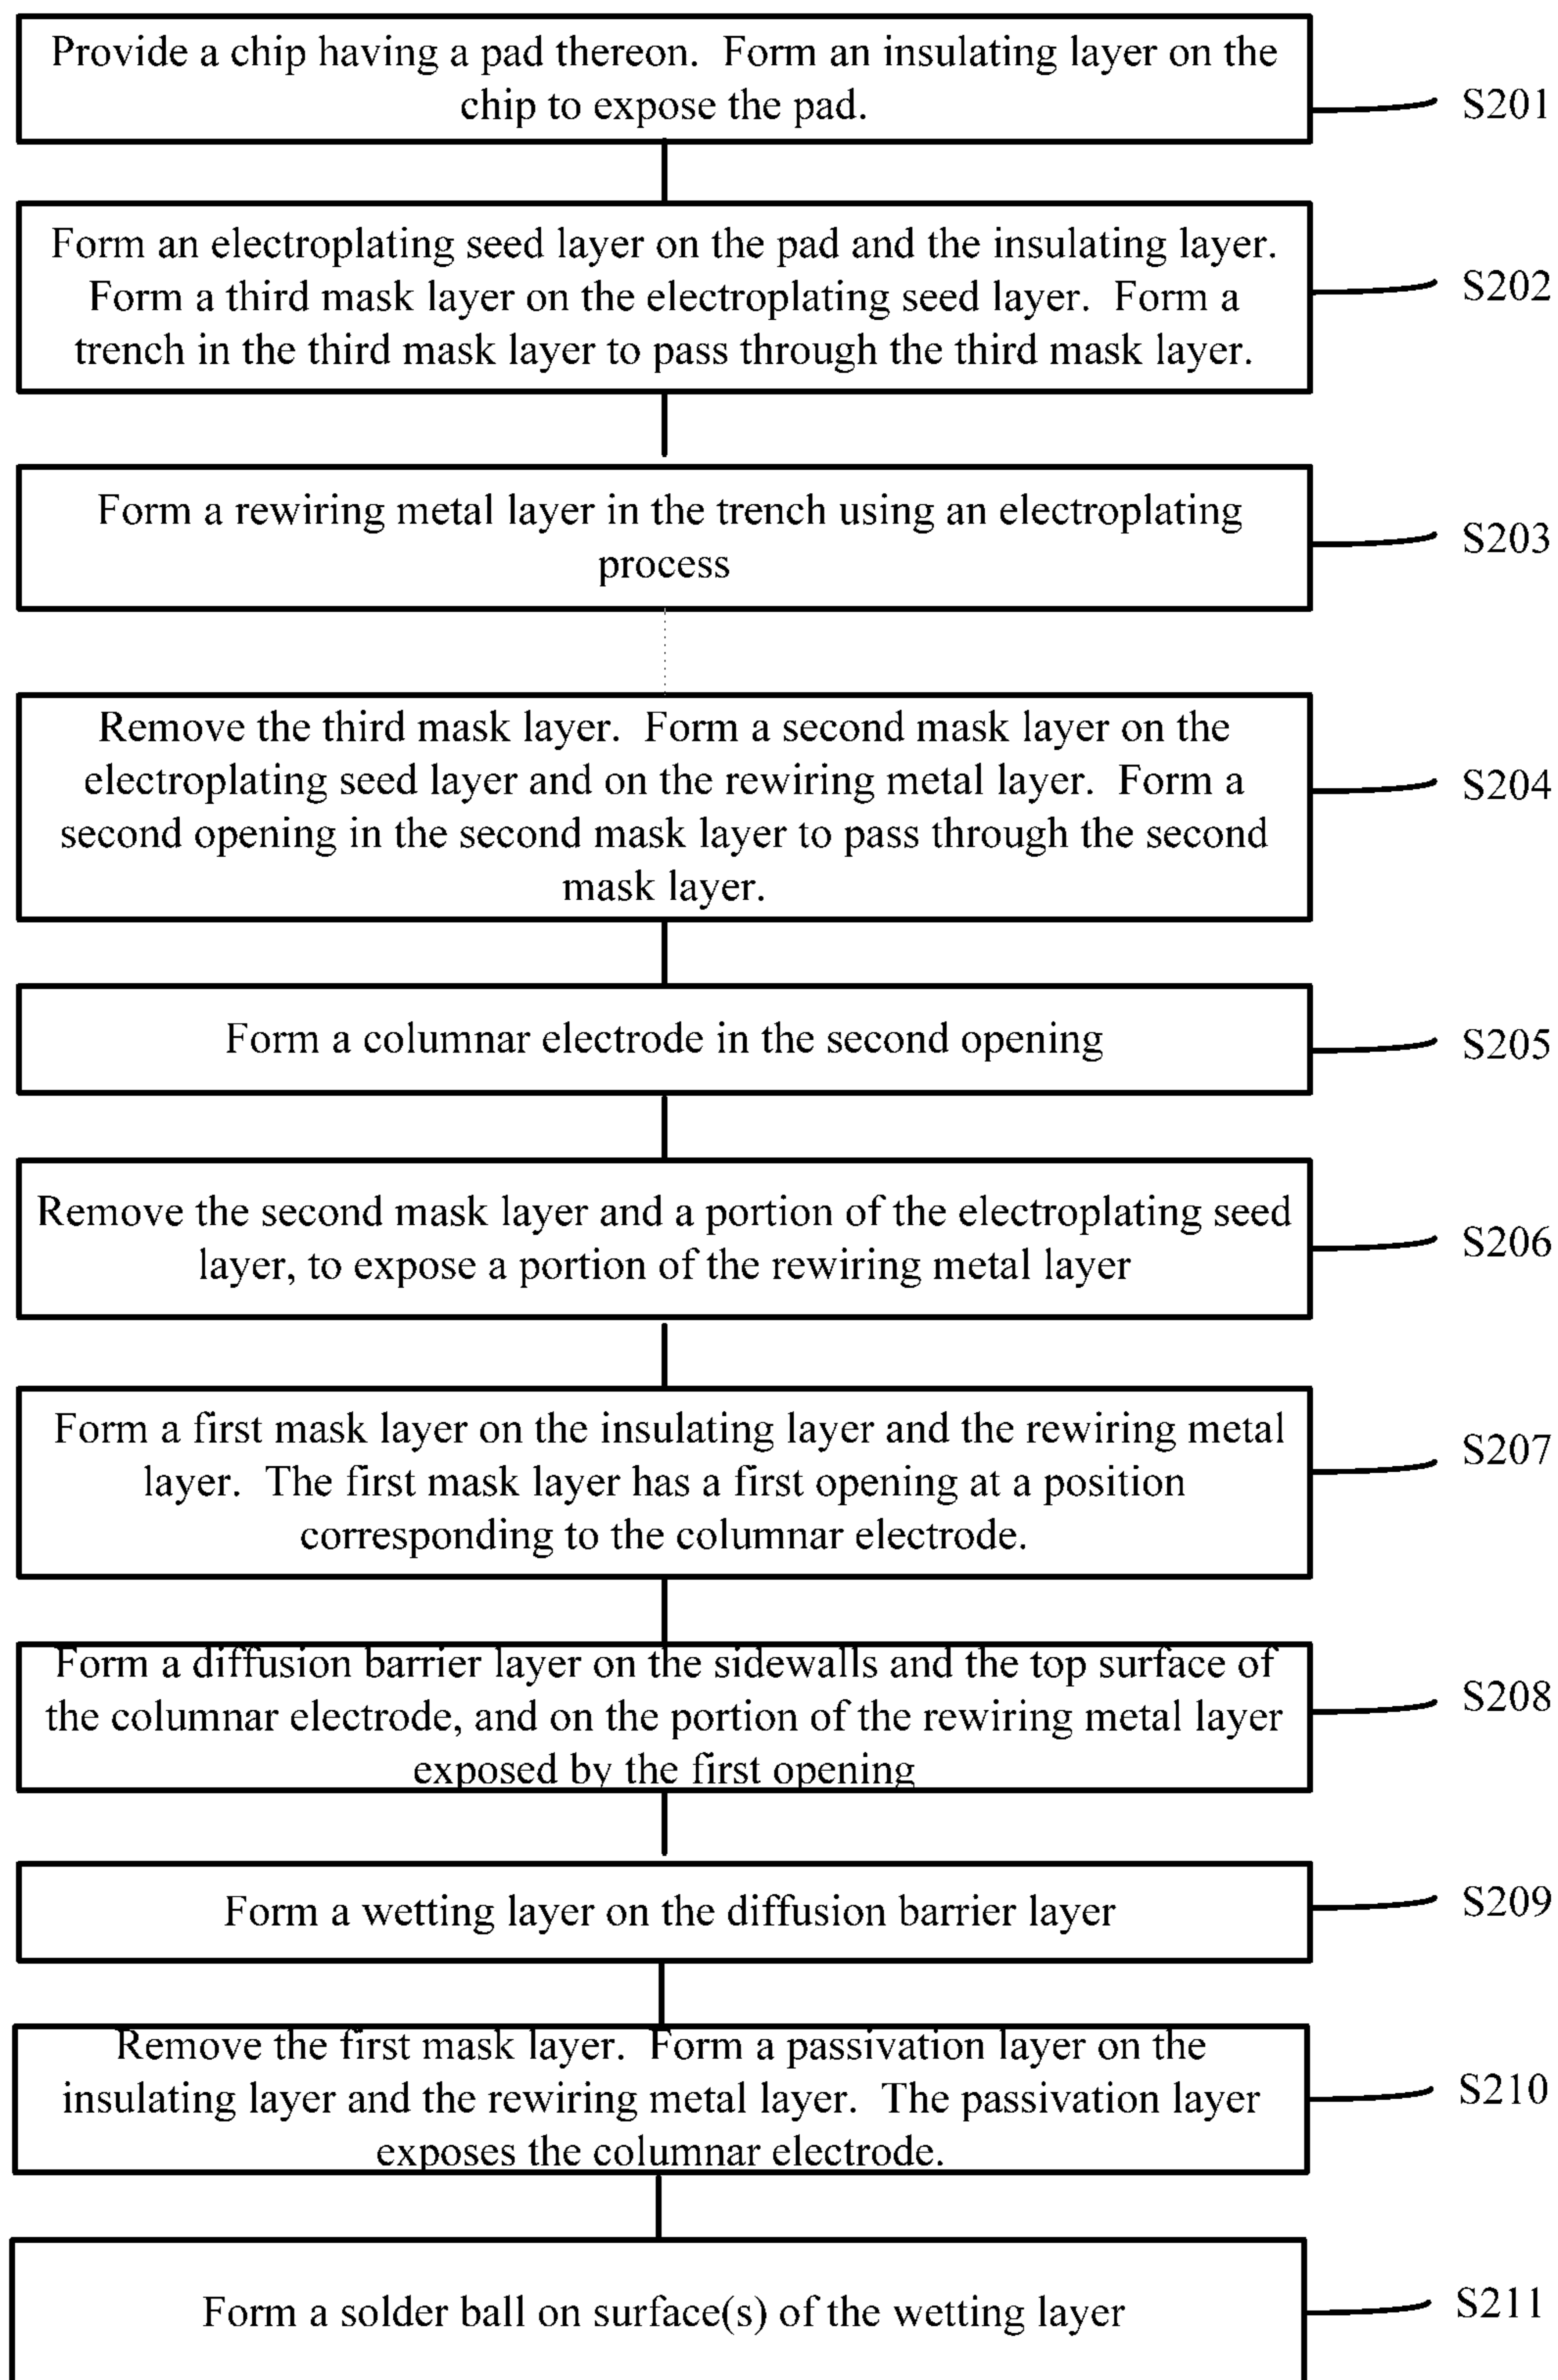 Provide a chip having a pad thereon.  Form an insulating layer on the
chip to expose the pad.
S201
Form an electroplating seed layer on the pad and the insulating layer.
Form a third mask layer on the electroplating seed layer.  Form a
trench in the third mask layer to pass through the third mask layer.
S202
Form a rewiring metal layer in the trench using an electroplating
process
S203
Remove the third mask layer.  Form a second mask layer on the
electroplating seed layer and on the rewiring metal layer.  Form a
second opening in the second mask layer to pass through the second
mask layer.
S204
Form a columnar electrode in the second opening
S205
Remove the second mask layer and a portion of the electroplating seed
layer, to expose a portion of the rewiring metal layer
S206
Form a first mask layer on the insulating layer and the rewiring metal
layer.  The first mask layer has a first opening at a position
corresponding to the columnar electrode.
S207
Form a diffusion barrier layer on the sidewalls and the top surface of
the columnar electrode, and on the portion of the rewiring metal layer
exposed by the first opening
S208
Form a wetting layer on the diffusion barrier layer
S209
Remove the first mask layer.  Form a passivation layer on the
insulating layer and the rewiring metal layer.  The passivation layer
exposes the columnar electrode.
S210
Form a solder ball on surface(s) of the wetting layer
S211